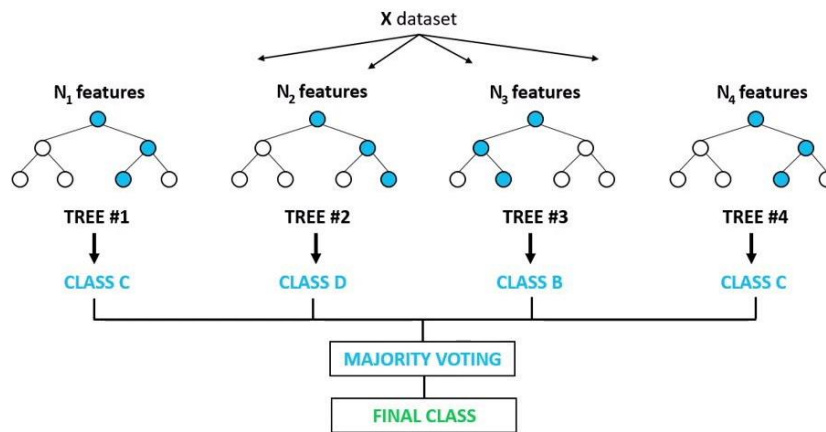 X dataset
N₁ features N₂ features N₃ features N₄ features
TREE #1 TREE #2 TREE #3 TREE #4
CLASS C CLASS D CLASS B CLASS C
MAJORITY VOTING
FINAL CLASS